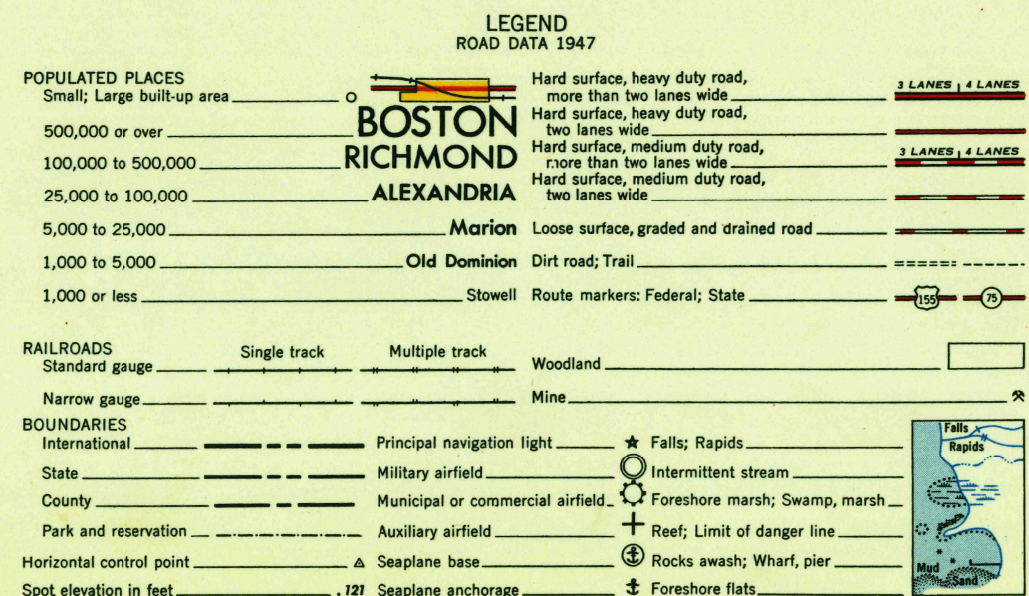 LEGEND
ROAD DATA 1947
POPULATED PLACES
Small; Large built-up area
500,000 or over BOSTON
100,000 to 500,000 RICHMOND
25,000 to 100,000 ALEXANDRIA
5,000 to 25,000 Marion
1,000 to 5,000 Old Dominion
1,000 or less Stowell
Hard surface, heavy duty road,
more than two lanes wide 3 LANES 4 LANES
Hard surface, heavy duty road,
two lanes wide
Hard surface, medium duty road,
more than two lanes wide 3 LANES 4 LANES
Hard surface, medium duty road,
two lanes wide
Loose surface, graded and drained road
Dirt road; Trail
Route markers: Federal; State 155 75
RAILROADS Single track Multiple track
Standard gauge
Narrow gauge
Woodland
Mine
BOUNDARIES
International
State
County
Park and reservation
Horizontal control point
Spot elevation in feet .121
Principal navigation light
Military airfield
Municipal or commercial airfield
Auxiliary airfield
Seaplane base
Seaplane anchorage
Falls; Rapids
Intermittent stream
Foreshore marsh; Swamp, marsh
Reef; Limit of danger line
Rocks awash; Wharf, pier
Foreshore flats
Falls
Rapids
Mud
Sand